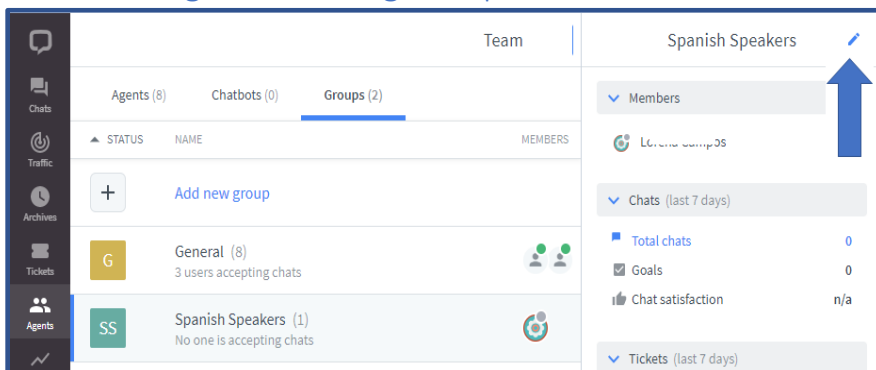 Team
Spanish Speakers
Chats
Traffic
Archives
Tickets
Agents
Agents (8)
Chatbots (0)
Groups (2)
STATUS
NAME
MEMBERS
Add new group
G
General (8)
3 users accepting chats
SS
Spanish Speakers (1)
No one is accepting chats
Members
Chats (last 7 days)
Total chats 0
Goals 0
Chat satisfaction n/a
Tickets (last 7 days)